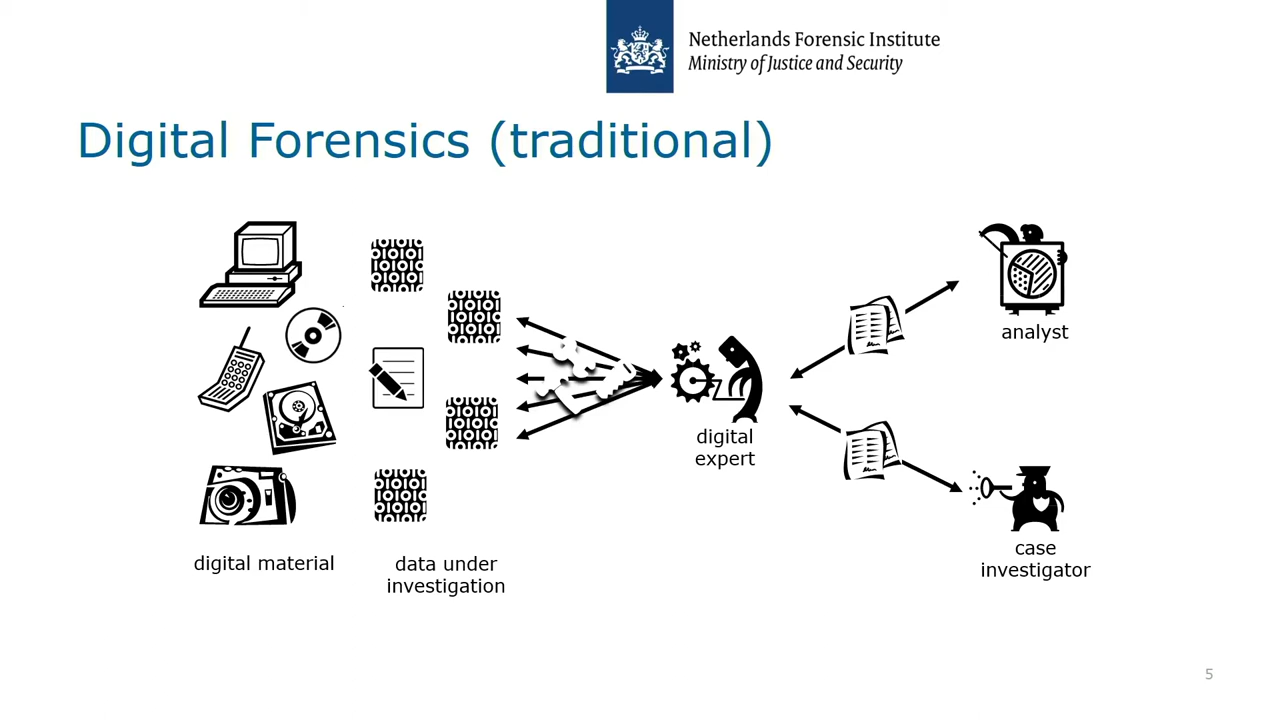 Netherlands Forensic Institute
Ministry of Justice and Security
Digital Forensics (traditional)
analyst
digital
expert
case
investigator
digital material
data under
investigation
5